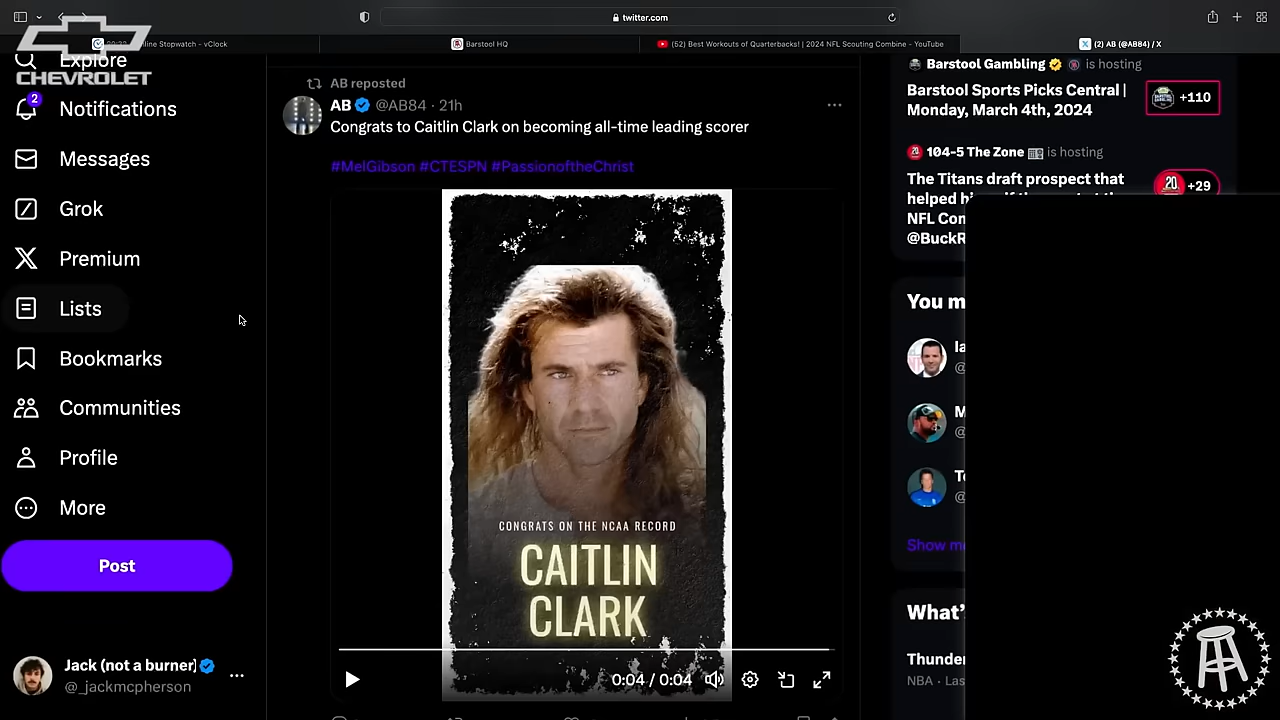 twitter.com
CHEVROLET
line Stopwatch - vClock
Barstool HQ
(52) Best Workouts of Quarterbacks! | 2024 NFL Scouting Combine - YouTube
(2) AB (@AB84) / X
Explore
2
Notifications
Messages
Grok
Premium
Lists
Bookmarks
Communities
Profile
More
Post
Jack (not a burner)
@_jackmcpherson
AB reposted
AB @AB84 · 21h
Congrats to Caitlin Clark on becoming all-time leading scorer
#MelGibson #CTESPN #PassionoftheChrist
CONGRATS ON THE NCAA RECORD
CAITLIN
CLARK
0:04 / 0:04
Barstool Gambling is hosting
Barstool Sports Picks Central |
Monday, March 4th, 2024
+110
104-5 The Zone is hosting
The Titans draft prospect that
helped h
NFL Con
@BuckR
+29
You m
Ia
@
M
@
To
@
Show m
What’
Thunder
NBA · Las